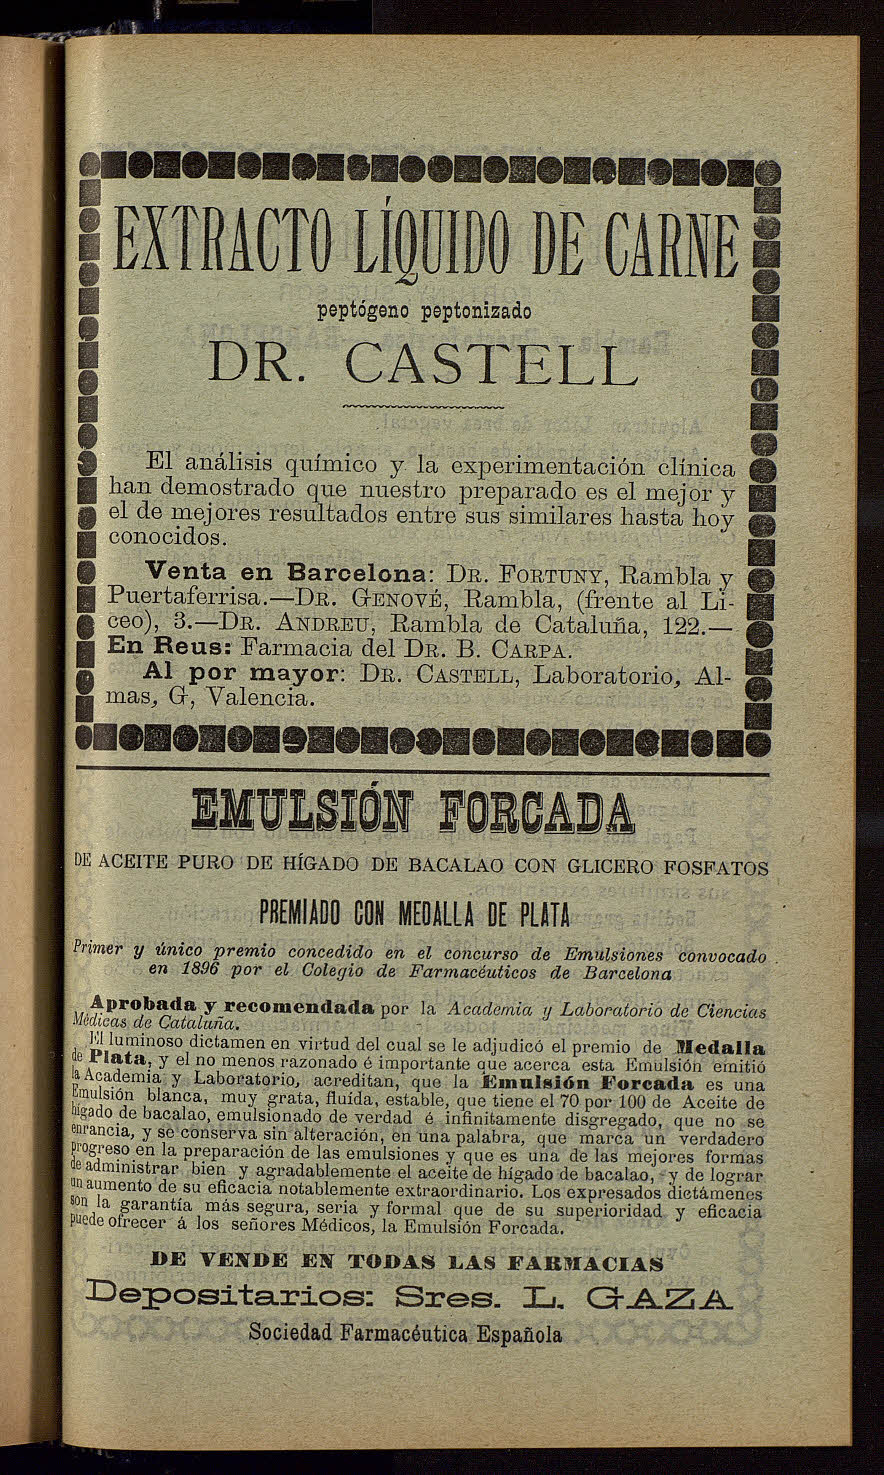 EXTRACTO LÍQUIDO DE CARNE
peptógeno peptonizado
DR. CASTELL
El análisis químico y la experimentación clínica
han demostrado que nuestro preparado es el mejor y
el de mejores resultados entre sus similares hasta hoy
conocidos.
Venta en Barcelona: DR. FORTUNY, Rambla y
Puertaferrisa.—DR. GENOVÉ, Rambla, (frente al Li-
ceo), 3.—DR. ANDREU, Rambla de Cataluña, 122.—
En Reus: Farmacia del DR. B. CARPA.
Al por mayor: DR. CASTELL, Laboratorio, Al-
mas, G, Valencia.
EMULSIÓN FORCADA
DE ACEITE PURO DE HÍGADO DE BACALAO CON GLICERO FOSFATOS
PREMIADO CON MEDALLA DE PLATA
Primer y único premio concedido en el concurso de Emulsiones convocado
en 1896 por el Colegio de Farmacéuticos de Barcelona
Aprobada y recomendada por la Academia y Laboratorio de Ciencias
Médicas de Cataluña.
El luminoso dictamen en virtud del cual se le adjudicó el premio de Medalla
de Plata, y el no menos razonado é importante que acerca esta Emulsión emitió
la Academia y Laboratorio, acreditan, que la Emulsión Forcada es una
Emulsión blanca, muy grata, fluída, estable, que tiene el 70 por 100 de Aceite de
hígado de bacalao, emulsionado de verdad é infinitamente disgregado, que no se
enrancia, y se conserva sin alteración, en una palabra, que marca un verdadero
progreso en la preparación de las emulsiones y que es una de las mejores formas
de administrar bien y agradablemente el aceite de hígado de bacalao, y de lograr
un aumento de su eficacia notablemente extraordinario. Los expresados dictámenes
son la garantía más segura, seria y formal que de su superioridad y eficacia
puede ofrecer á los señores Médicos, la Emulsión Forcada.
DE VENDE EN TODAS LAS FARMACIAS
Depositarios: Sres. L. GAZA
Sociedad Farmacéutica Española